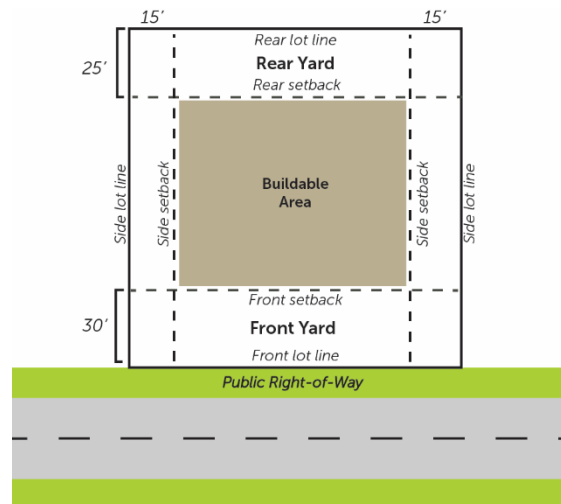 15’ 15’
Rear lot line
25’ Rear Yard
Rear setback
Side lot line
Side setback
Buildable
Area
Side setback
Side lot line
Front setback
30’ Front Yard
Front lot line
Public Right-of-Way